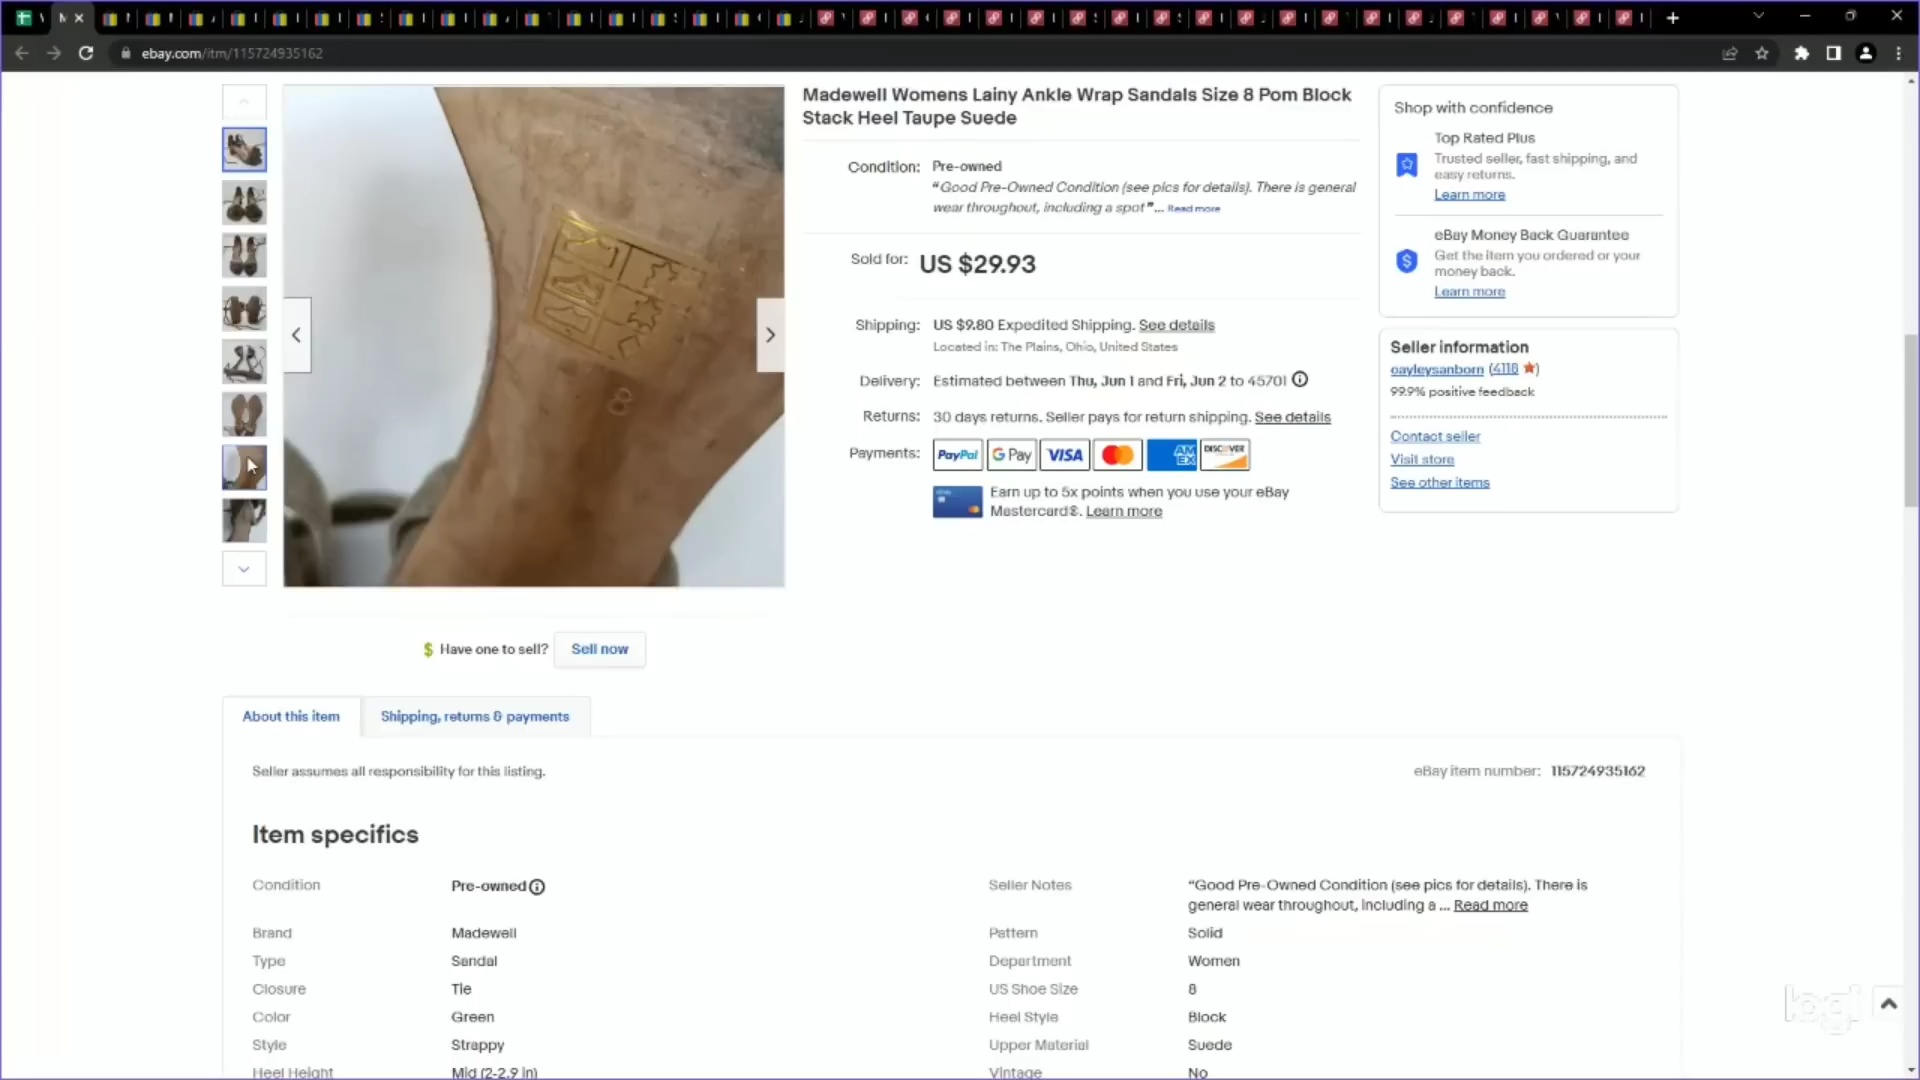 ebay.com/itm/115724935162
Madewell Womens Lainy Ankle Wrap Sandals Size 8 Pom Block
Stack Heel Taupe Suede
Condition: Pre-owned
"Good Pre-Owned Condition (see pics for details). There is general
wear throughout, including a spot"... Read more
Sold for: US $29.93
Shipping: US $9.80 Expedited Shipping. See details
Located in: The Plains, Ohio, United States
Delivery: Estimated between Thu, Jun 1 and Fri, Jun 2 to 45701
Returns: 30 days returns. Seller pays for return shipping. See details
Payments: PayPal G Pay VISA AM EX DISCOVER
Earn up to 5x points when you use your eBay
Mastercard®. Learn more
Shop with confidence
Top Rated Plus
Trusted seller, fast shipping, and
easy returns.
Learn more
eBay Money Back Guarantee
Get the item you ordered or your
money back.
Learn more
Seller information
cayleysanborn (4118)
99.9% positive feedback
Contact seller
Visit store
See other items
8
$ Have one to sell? Sell now
About this item Shipping, returns & payments
Seller assumes all responsibility for this listing.
eBay item number: 115724935162
Item specifics
Condition Pre-owned
Seller Notes "Good Pre-Owned Condition (see pics for details). There is
general wear throughout, including a ... Read more
Brand Madewell Pattern Solid
Type Sandal Department Women
Closure Tie US Shoe Size 8
Color Green Heel Style Block
Style Strappy Upper Material Suede
Heel Height Mid (2-2.9 in) Vintage No
logi